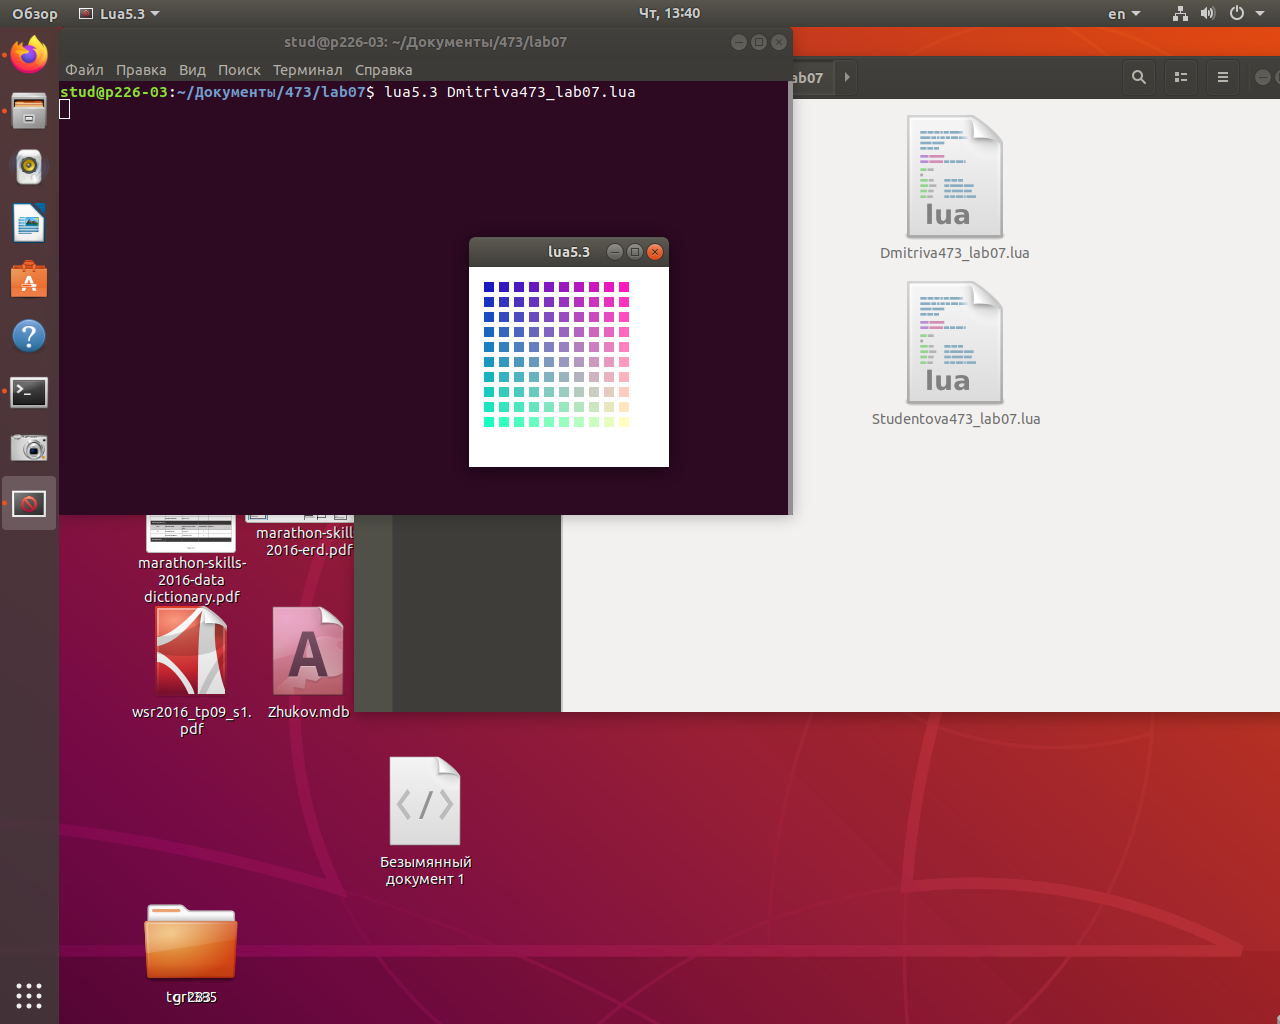 Обзор Lua5.3 Чт, 13:40 en
stud@p226-03: ~/Документы/473/lab07
Файл Правка Вид Поиск Терминал Справка
stud@p226-03:~/Документы/473/lab07$ lua5.3 Dmitriva473_lab07.lua
ab07
lua5.3
lua
Dmitriva473_lab07.lua
lua
Studentova473_lab07.lua
marathon-skills-
2016-data
dictionary.pdf
marathon-skill
2016-erd.pdf
wsr2016_tp09_s1.
pdf
A
Zhukov.mdb
</>
Безымянный
документ 1